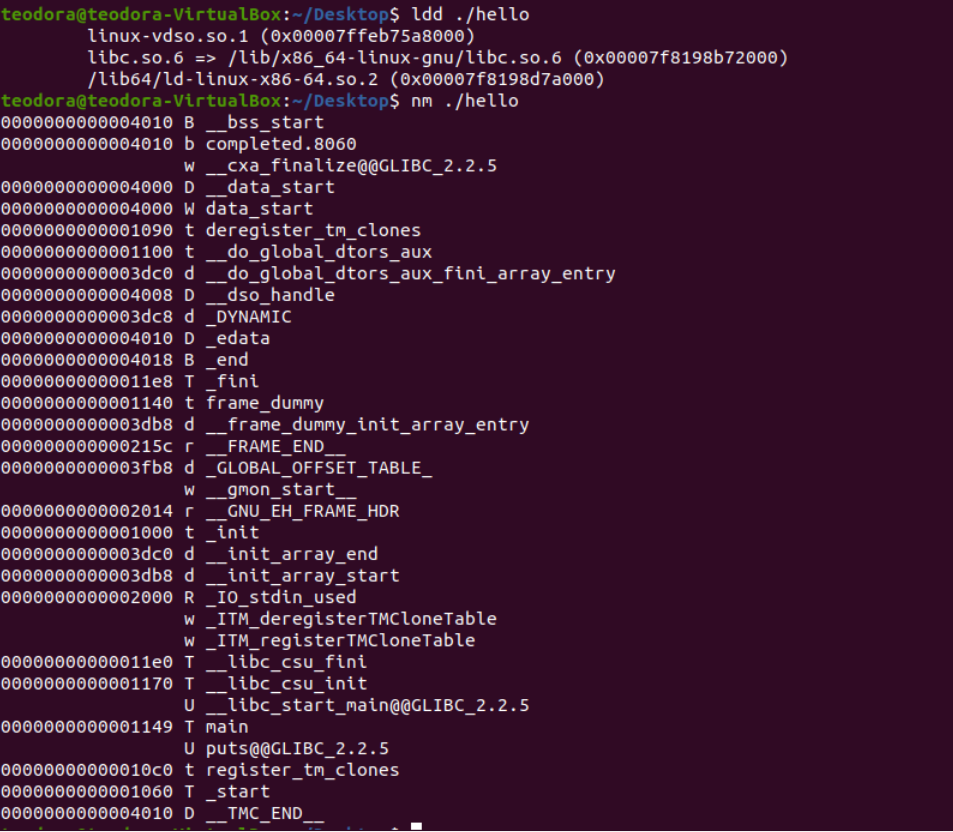 teodora@teodora-VirtualBox:~/Desktop$ ldd ./hello
        linux-vdso.so.1 (0x00007ffeb75a8000)
        libc.so.6 => /lib/x86_64-linux-gnu/libc.so.6 (0x00007f8198b72000)
        /lib64/ld-linux-x86-64.so.2 (0x00007f8198d7a000)
teodora@teodora-VirtualBox:~/Desktop$ nm ./hello
0000000000004010 B __bss_start
0000000000004010 b completed.8060
                 w __cxa_finalize@@GLIBC_2.2.5
0000000000004000 D __data_start
0000000000004000 W data_start
0000000000001090 t deregister_tm_clones
0000000000001100 t __do_global_dtors_aux
0000000000003dc0 d __do_global_dtors_aux_fini_array_entry
0000000000004008 D __dso_handle
0000000000003dc8 d _DYNAMIC
0000000000004010 D _edata
0000000000004018 B _end
00000000000011e8 T _fini
0000000000001140 t frame_dummy
0000000000003db8 d __frame_dummy_init_array_entry
000000000000215c r __FRAME_END__
0000000000003fb8 d _GLOBAL_OFFSET_TABLE_
                 w __gmon_start__
0000000000002014 r __GNU_EH_FRAME_HDR
0000000000001000 t _init
0000000000003dc0 d __init_array_end
0000000000003db8 d __init_array_start
0000000000002000 R _IO_stdin_used
                 w _ITM_deregisterTMCloneTable
                 w _ITM_registerTMCloneTable
00000000000011e0 T __libc_csu_fini
0000000000001170 T __libc_csu_init
                 U __libc_start_main@@GLIBC_2.2.5
0000000000001149 T main
                 U puts@@GLIBC_2.2.5
00000000000010c0 t register_tm_clones
0000000000001060 T _start
0000000000004010 D __TMC_END__